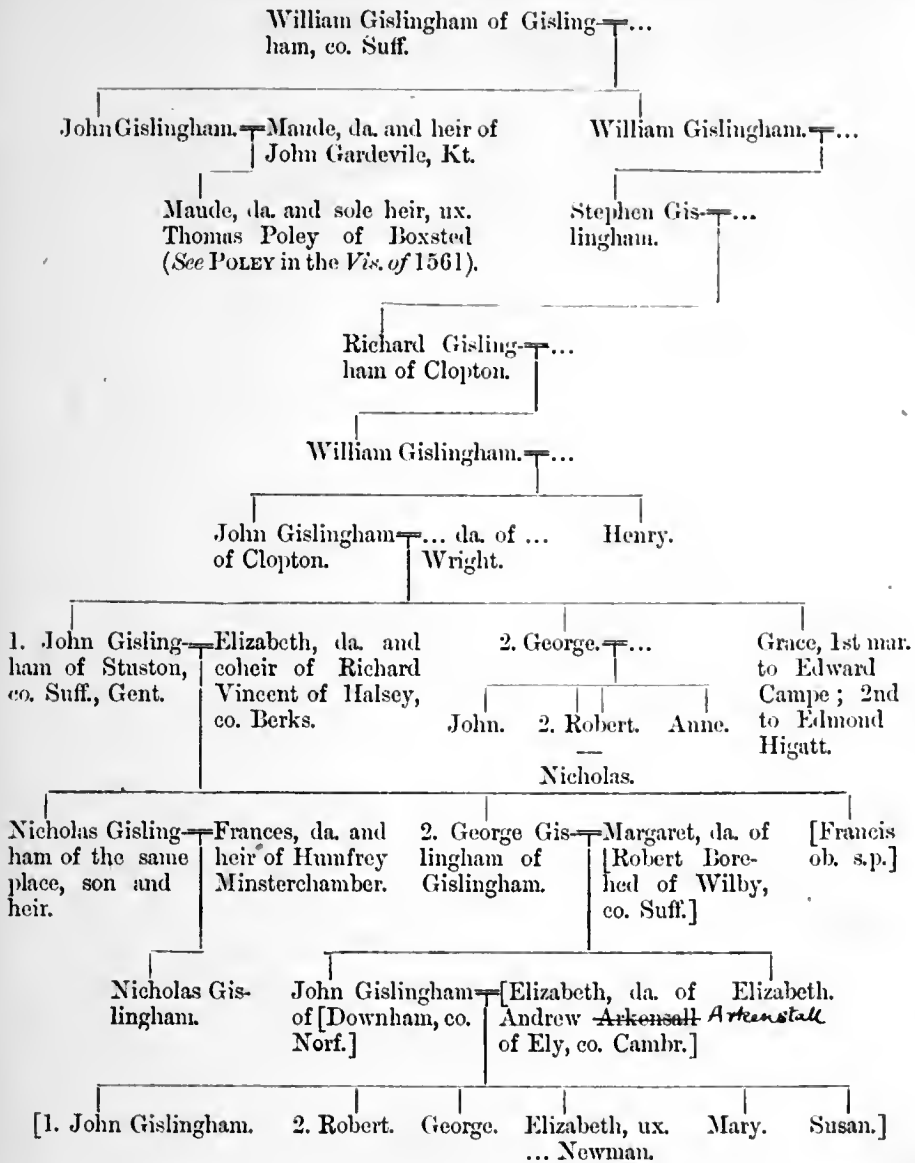 William Gislingham of Gisling-...
ham, co. Suff.
John Gislingham. Maude, da. and heir of
John Gardevile, Kt.
William Gislingham. ...
Maude, da. and sole heir, ux.
Thomas Poley of Boxsted
(See POLEY in the Vis. of 1561).
Stephen Gis- ...
lingham.
Richard Gisling- ...
ham of Clopton.
William Gislingham. ...
John Gislingham ... da. of ...
of Clopton. Wright.
Henry.
1. John Gisling-
ham of Stuston,
co. Suff., Gent.
Elizabeth, da. and
coheir of Richard
Vincent of Halsey,
co. Berks.
2. George. ...
John. 2. Robert. Anne.
—
Nicholas.
Grace, 1st mar.
to Edward
Campe; 2nd
to Edmond
Higatt.
Nicholas Gisling-
ham of the same
place, son and
heir.
Frances, da. and
heir of Humfrey
Minsterchamber.
2. George Gis-
lingham of
Gislingham.
Margaret, da. of
[Robert Bore-
hed of Wilby,
co. Suff.]
[Francis
ob. s.p.]
Nicholas Gis-
lingham.
John Gislingham
of [Downham, co.
Norf.]
[Elizabeth, da. of
Andrew Arkensall Arkenstall
of Ely, co. Cambr.]
Elizabeth.
[1. John Gislingham. 2. Robert. George. Elizabeth, ux. Mary. Susan.]
... Newman.